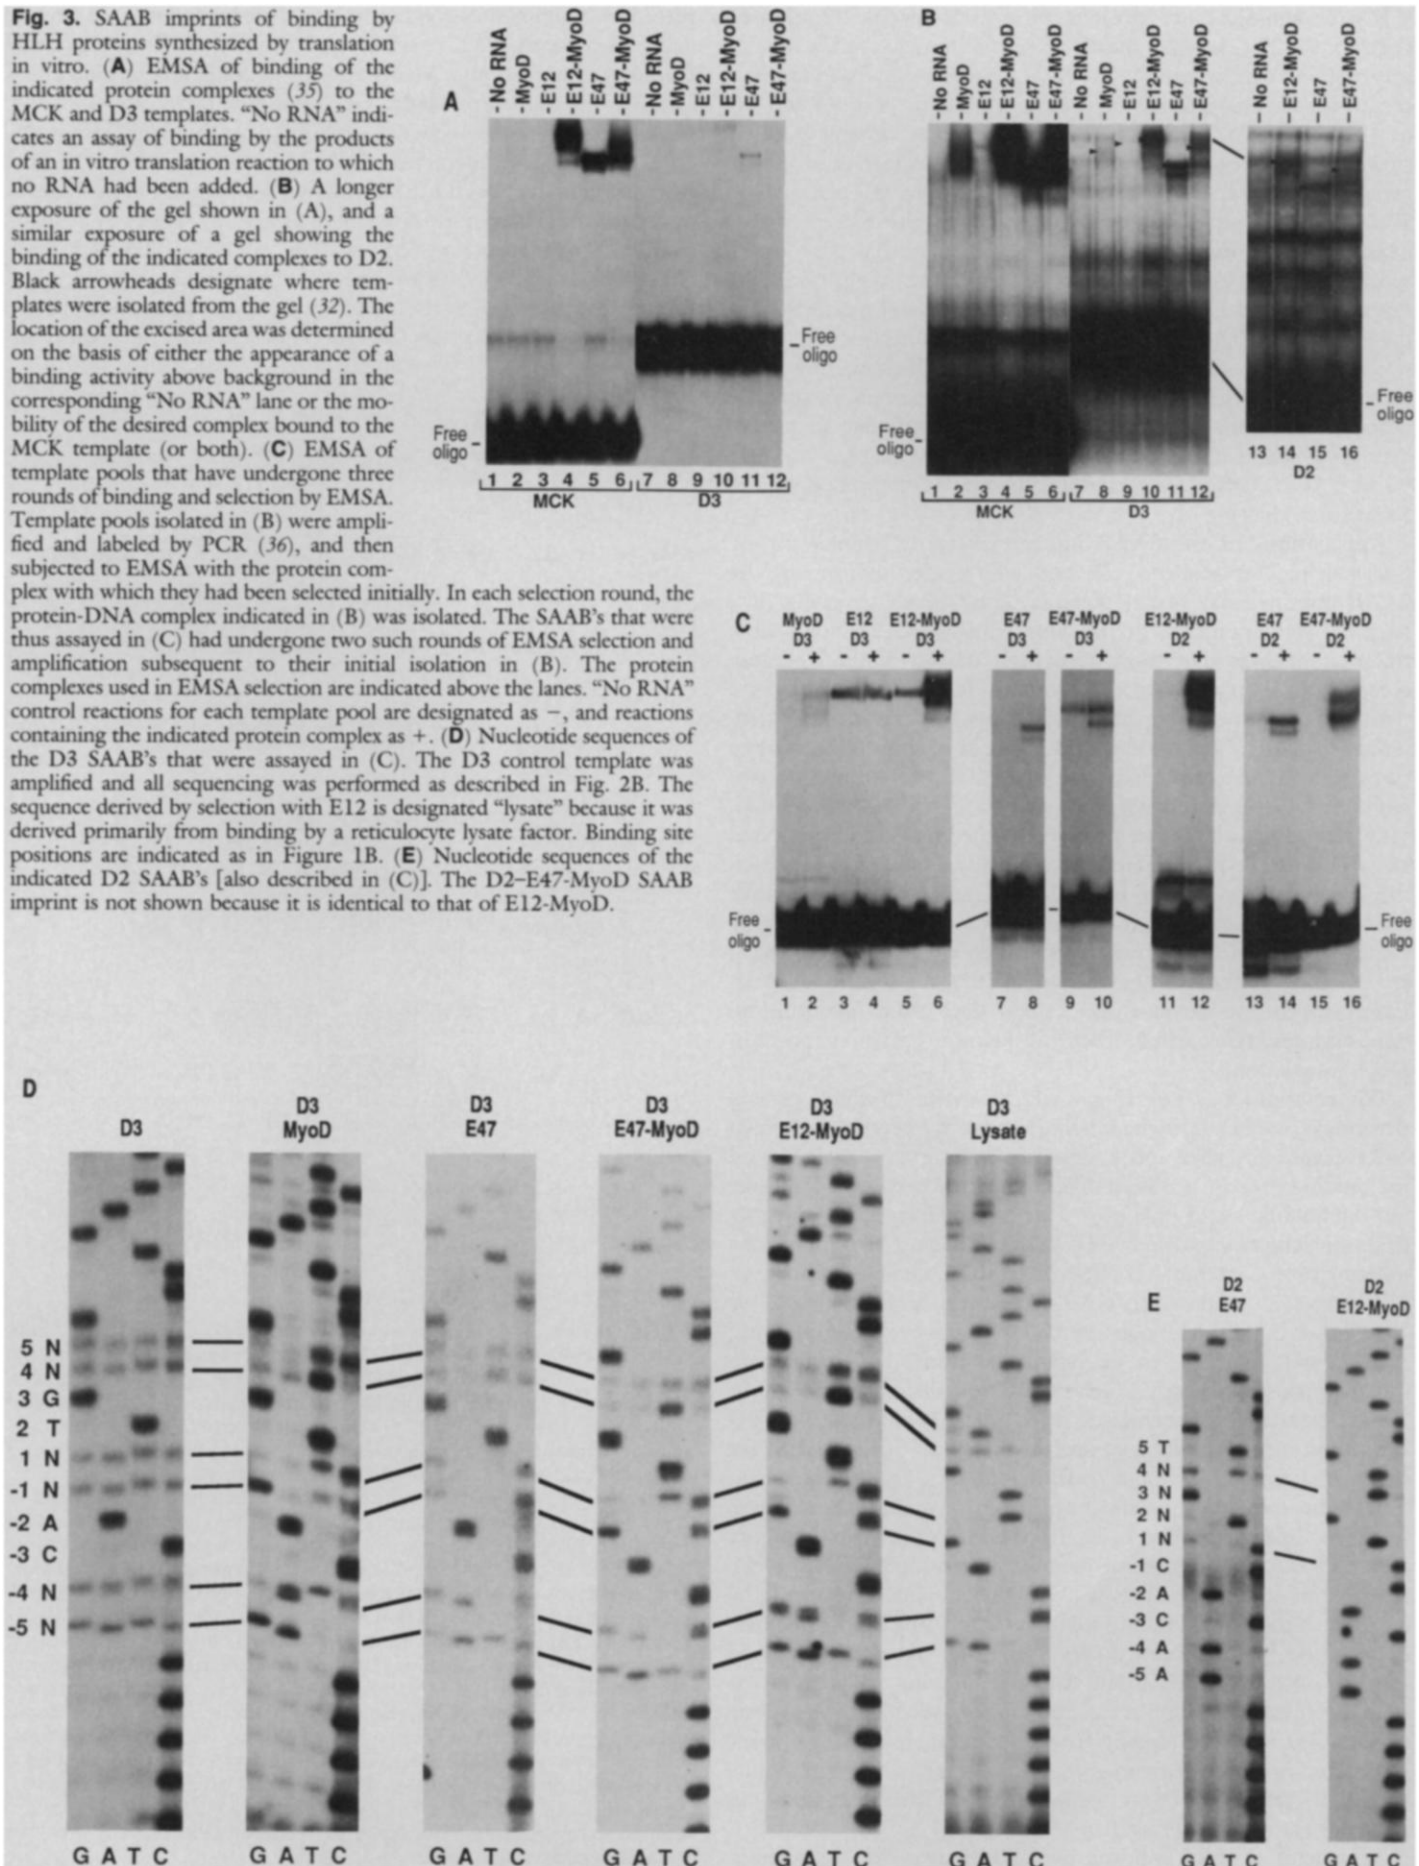 Fig. 3. SAAB imprints of binding by
HLH proteins synthesized by translation
in vitro. (A) EMSA of binding of the
indicated protein complexes (35) to the
MCK and D3 templates. "No RNA" indi-
cates an assay of binding by the products
of an in vitro translation reaction to which
no RNA had been added. (B) A longer
exposure of the gel shown in (A), and a
similar exposure of a gel showing the
binding of the indicated complexes to D2.
Black arrowheads designate where tem-
plates were isolated from the gel (32). The
location of the excised area was determined
on the basis of either the appearance of a
binding activity above background in the
corresponding "No RNA" lane or the mo-
bility of the desired complex bound to the
MCK template (or both). (C) EMSA of
template pools that have undergone three
rounds of binding and selection by EMSA.
Template pools isolated in (B) were ampli-
fied and labeled by PCR (36), and then
subjected to EMSA with the protein com-
plex with which they had been selected initially. In each selection round, the
protein-DNA complex indicated in (B) was isolated. The SAAB's that were
thus assayed in (C) had undergone two such rounds of EMSA selection and
amplification subsequent to their initial isolation in (B). The protein
complexes used in EMSA selection are indicated above the lanes. "No RNA"
control reactions for each template pool are designated as −, and reactions
containing the indicated protein complex as +. (D) Nucleotide sequences of
the D3 SAAB's that were assayed in (C). The D3 control template was
amplified and all sequencing was performed as described in Fig. 2B. The
sequence derived by selection with E12 is designated "lysate" because it was
derived primarily from binding by a reticulocyte lysate factor. Binding site
positions are indicated as in Figure 1B. (E) Nucleotide sequences of the
indicated D2 SAAB's [also described in (C)]. The D2–E47-MyoD SAAB
imprint is not shown because it is identical to that of E12-MyoD.
A
- No RNA
- MyoD
- E12
- E12-MyoD
- E47
- E47-MyoD
- No RNA
- MyoD
- E12
- E12-MyoD
- E47
- E47-MyoD
Free
oligo
Free
oligo
1 2 3 4 5 6 7 8 9 10 11 12
MCK D3
B
- No RNA
- MyoD
- E12
- E12-MyoD
- E47
- E47-MyoD
- No RNA
- MyoD
- E12
- E12-MyoD
- E47
- E47-MyoD
- No RNA
- E12-MyoD
- E47
- E47-MyoD
Free
oligo
Free
oligo
1 2 3 4 5 6 7 8 9 10 11 12
MCK D3
13 14 15 16
D2
C
MyoD E12 E12-MyoD E47 E47-MyoD E12-MyoD E47 E47-MyoD
D3 D3 D3 D3 D3 D2 D2 D2
- + - + - + - + - + - + - + - +
Free
oligo
Free
oligo
1 2 3 4 5 6 7 8 9 10 11 12 13 14 15 16
D
D3
D3
MyoD
D3
E47
D3
E47-MyoD
D3
E12-MyoD
D3
Lysate
5 N
4 N
3 G
2 T
1 N
-1 N
-2 A
-3 C
-4 N
-5 N
G A T C G A T C G A T C G A T C G A T C G A T C
E
D2
E47
D2
E12-MyoD
5 T
4 N
3 N
2 N
1 N
-1 C
-2 A
-3 C
-4 A
-5 A
G A T C G A T C